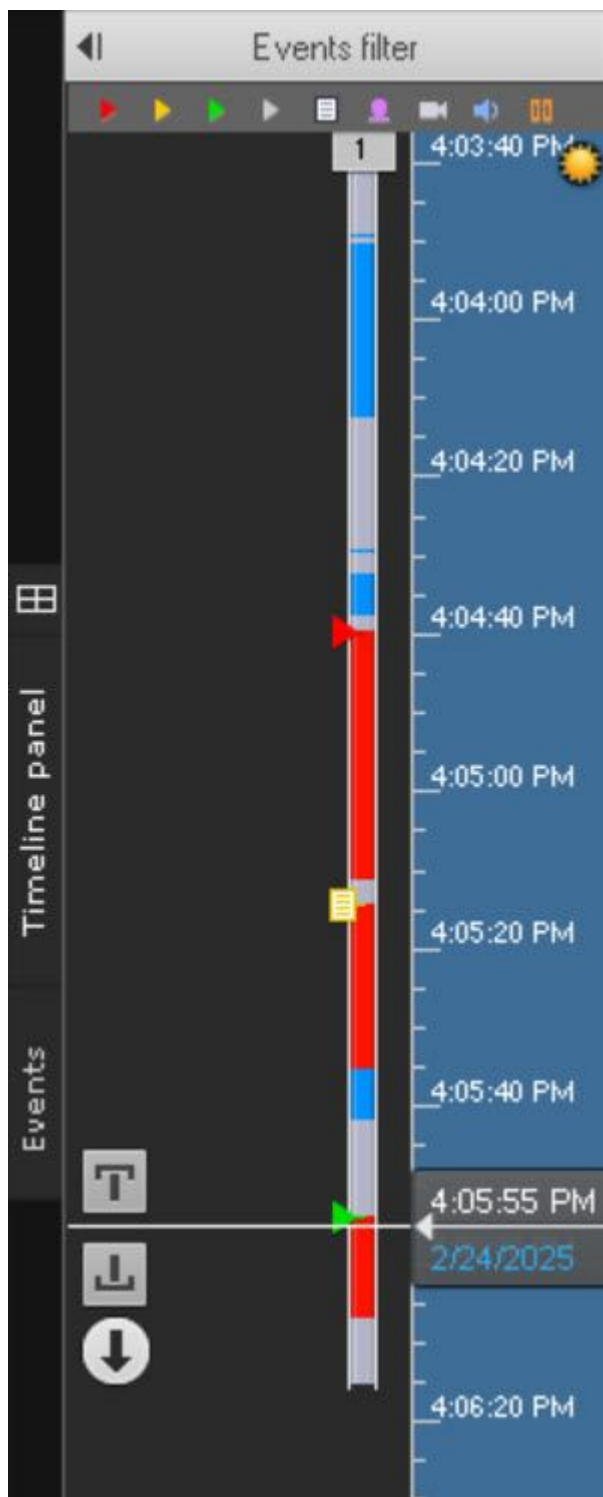 Events filter
1
4:03:40 PM
4:04:00 PM
4:04:20 PM
4:04:40 PM
4:05:00 PM
4:05:20 PM
4:05:40 PM
4:05:55 PM
2/24/2025
4:06:20 PM
Timeline panel
Events